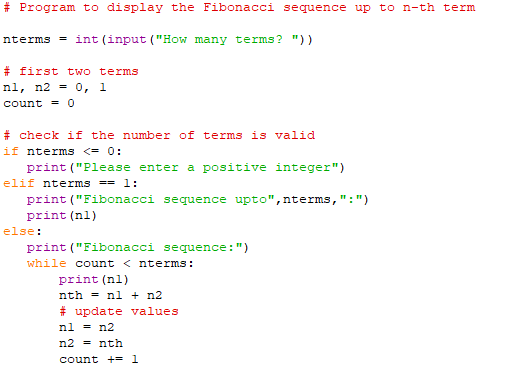 # Program to display the Fibonacci sequence up to n-th term

nterms = int(input("How many terms? "))

# first two terms
n1, n2 = 0, 1
count = 0

# check if the number of terms is valid
if nterms <= 0:
   print("Please enter a positive integer")
elif nterms == 1:
   print("Fibonacci sequence upto",nterms,":")
   print(n1)
else:
   print("Fibonacci sequence:")
   while count < nterms:
       print(n1)
       nth = n1 + n2
       # update values
       n1 = n2
       n2 = nth
       count += 1